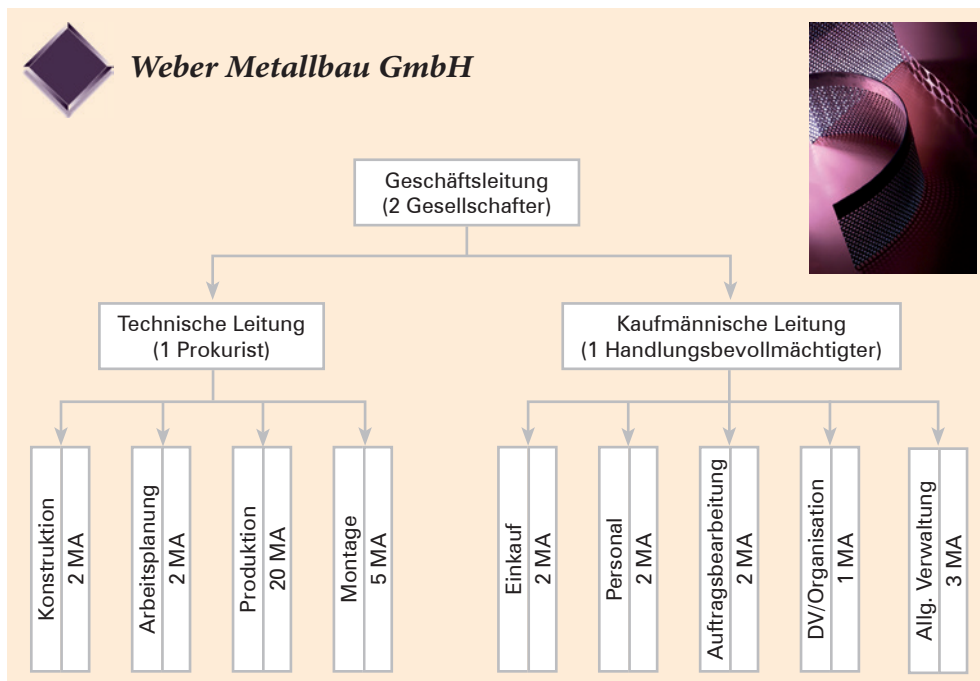 Weber Metallbau GmbH
Geschäftsleitung
(2 Gesellschafter)
Technische Leitung
(1 Prokurist)
Kaufmännische Leitung
(1 Handlungsbevollmächtigter)
Konstruktion
2 MA
Arbeitsplanung
2 MA
Produktion
20 MA
Montage
5 MA
Einkauf
2 MA
Personal
2 MA
Auftragsbearbeitung
2 MA
DV/Organisation
1 MA
Allg. Verwaltung
3 MA